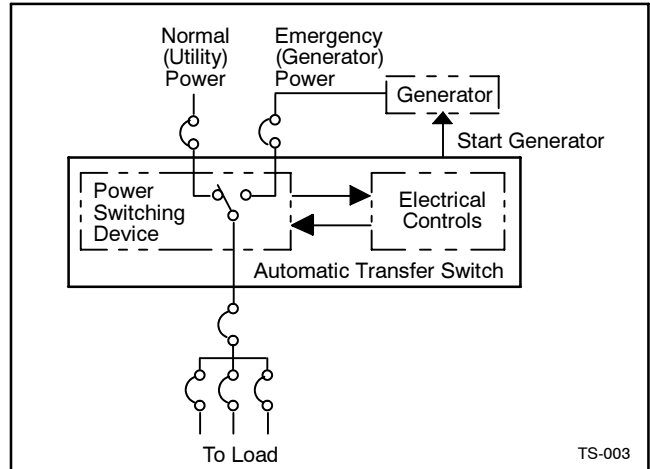 Normal
(Utility)
Power
Emergency
(Generator)
Power
Generator
Start Generator
Power
Switching
Device
Electrical
Controls
Automatic Transfer Switch
To Load
TS-003